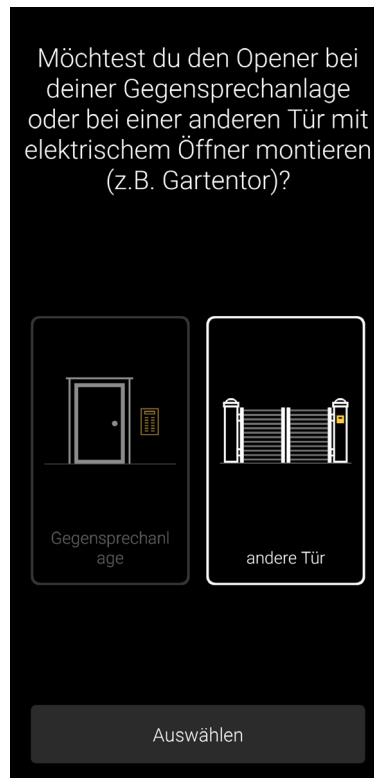 Möchtest du den Opener bei
deiner Gegensprechanlage
oder bei einer anderen Tür mit
elektrischem Öffner montieren
(z.B. Gartentor)?
Gegensprechanl
age
andere Tür
Auswählen